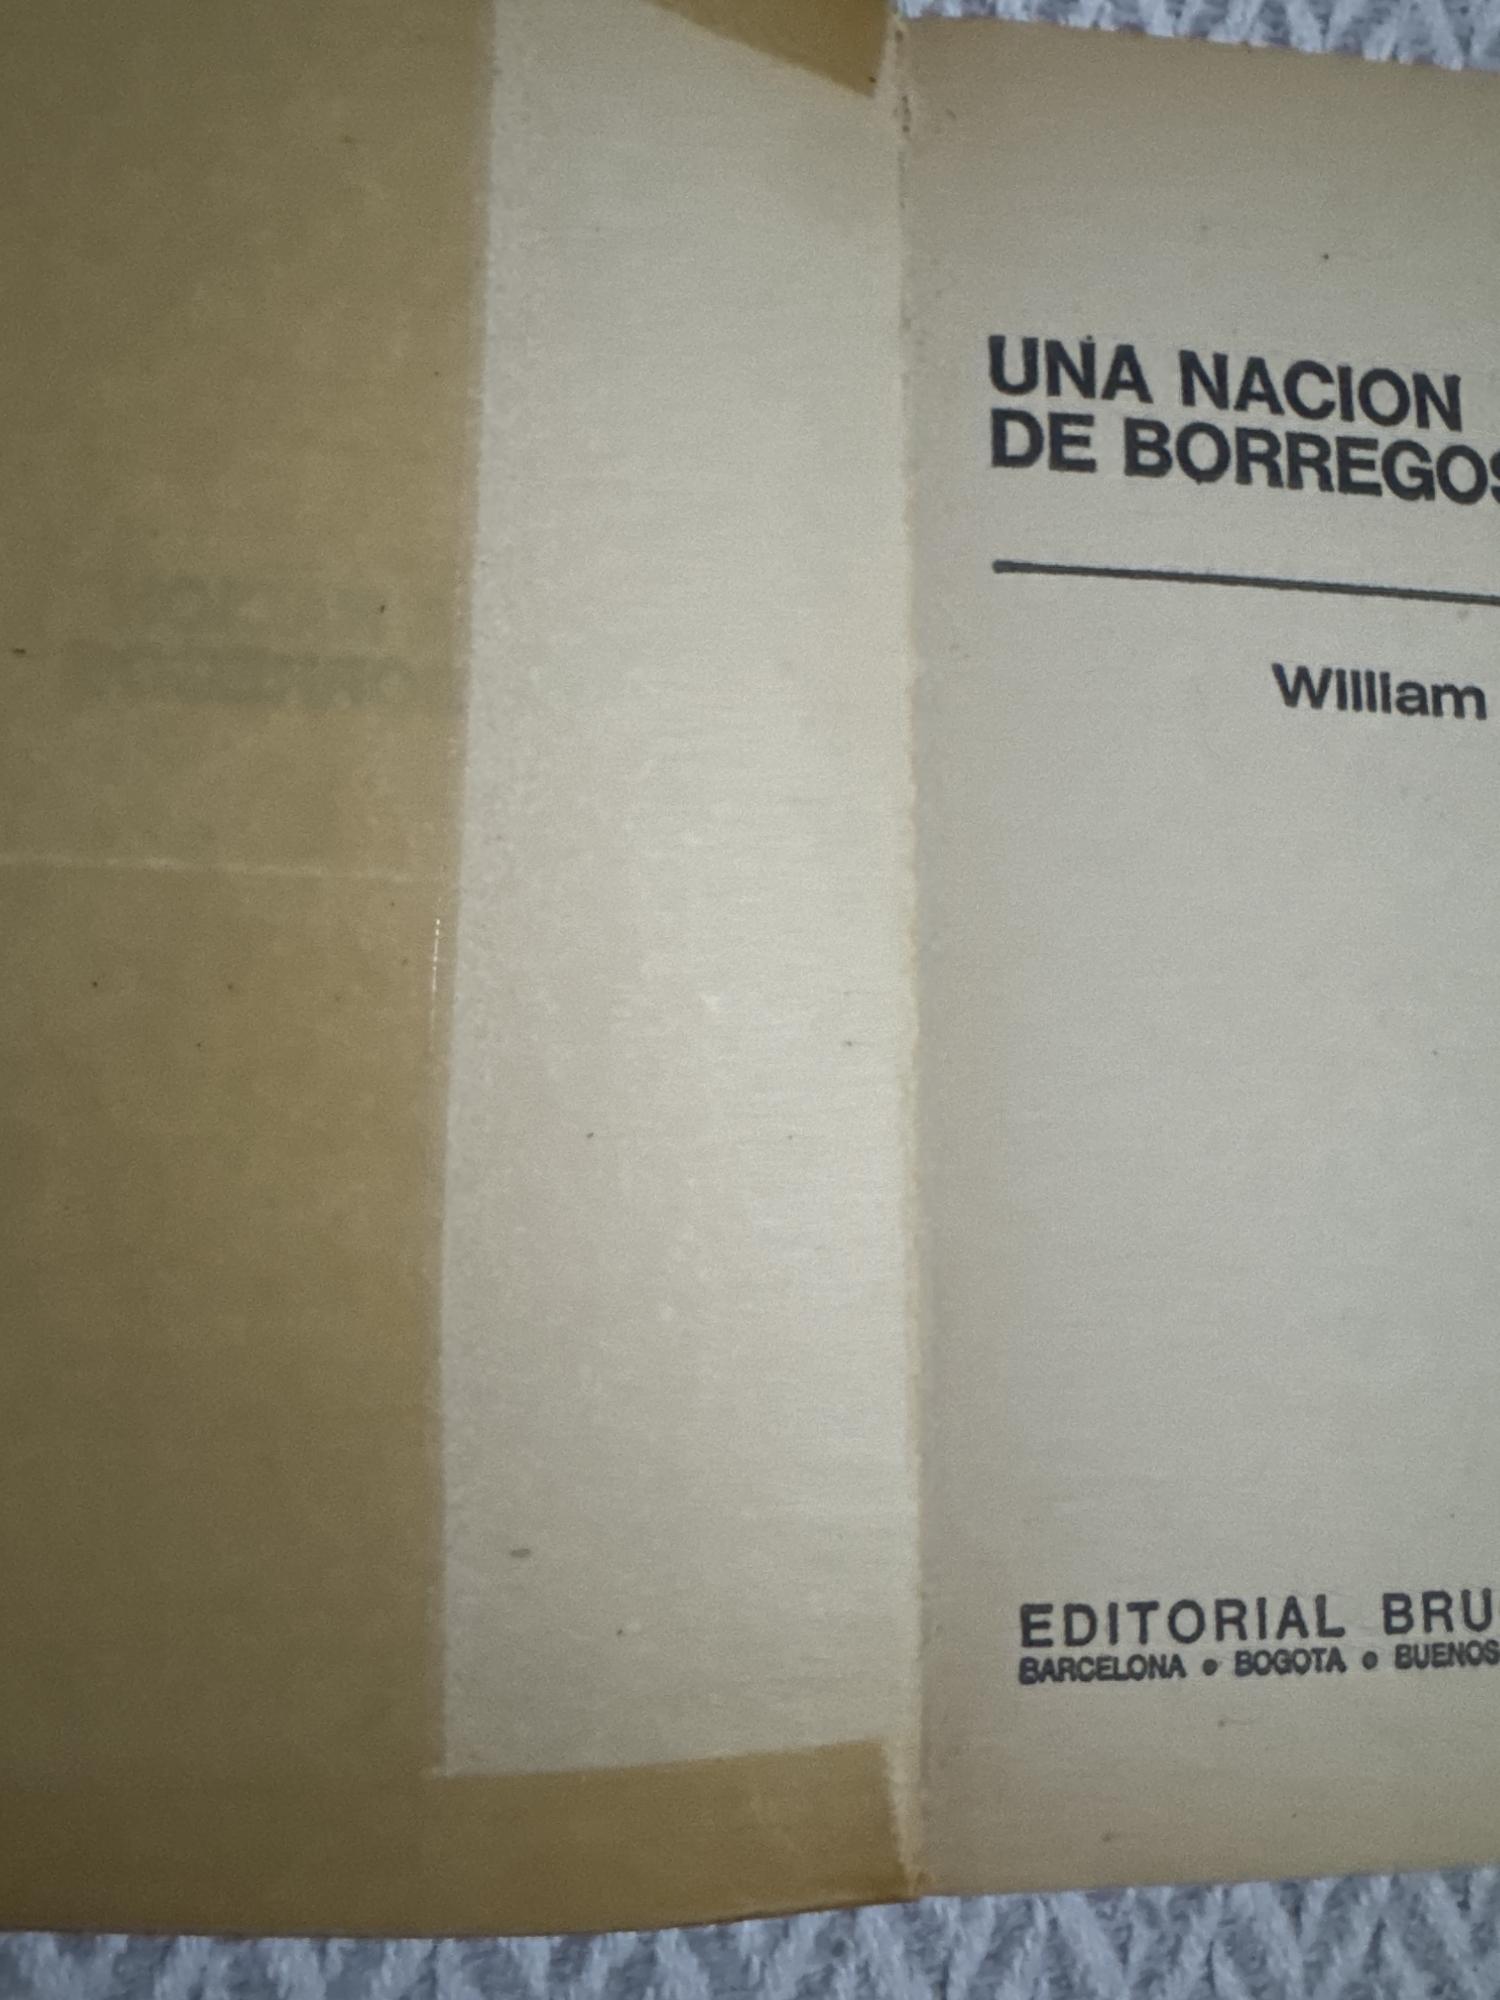 UNA NACION
DE BORREGOS
William
EDITORIAL BRU
BARCELONA • BOGOTA • BUENOS